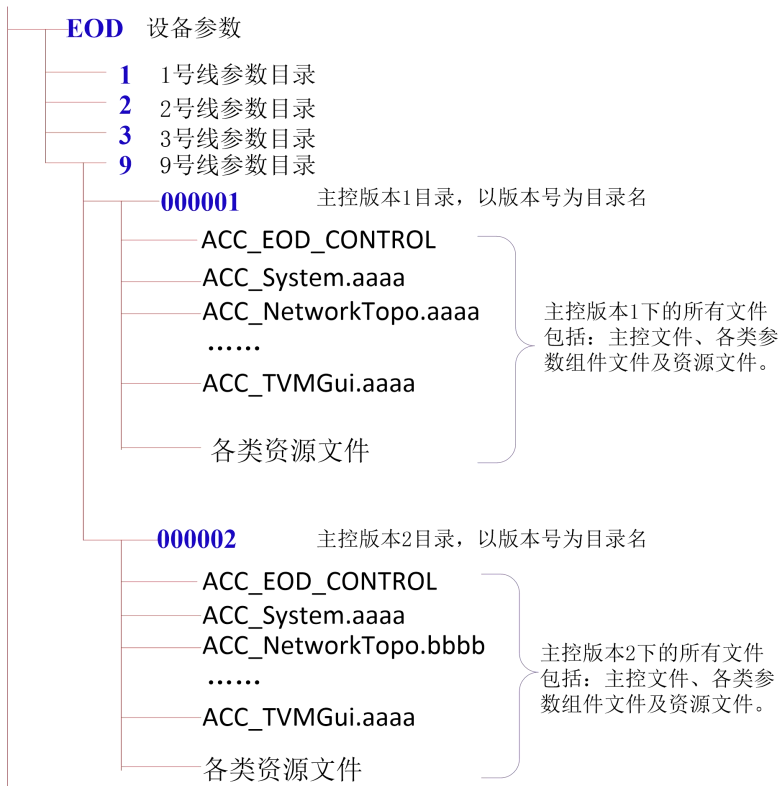 EOD 设备参数
1 1号线参数目录
2 2号线参数目录
3 3号线参数目录
9 9号线参数目录
000001 主控版本1目录，以版本号为目录名
ACC_EOD_CONTROL
ACC_System.aaaa
ACC_NetworkTopo.aaaa
……
ACC_TVMGui.aaaa
各类资源文件
主控版本1下的所有文件
包括：主控文件、各类参
数组件文件及资源文件。
000002 主控版本2目录，以版本号为目录名
ACC_EOD_CONTROL
ACC_System.aaaa
ACC_NetworkTopo.bbbb
……
ACC_TVMGui.aaaa
各类资源文件
主控版本2下的所有文件
包括：主控文件、各类参
数组件文件及资源文件。